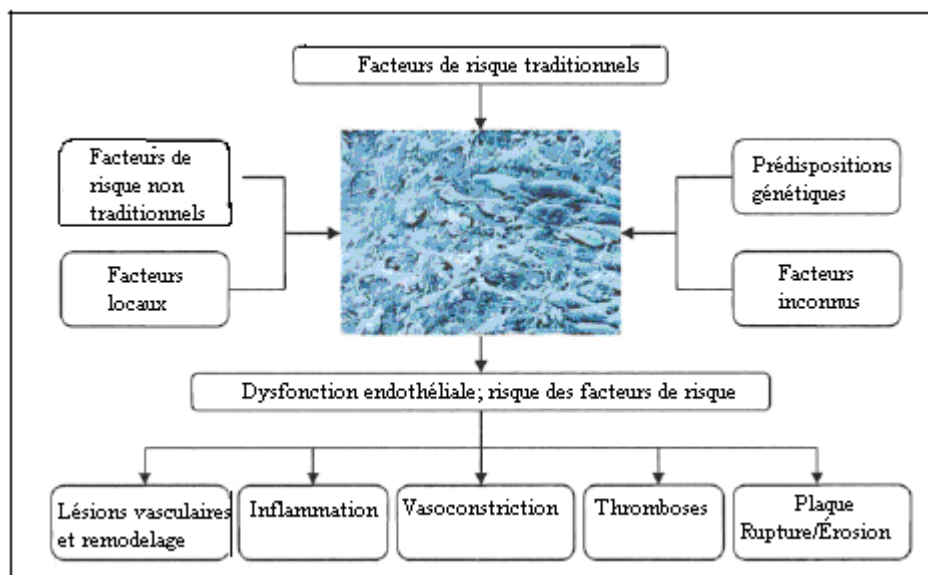 Facteurs de risque traditionnels
Facteurs de
risque non
traditionnels
Prédispositions
génétiques
Facteurs
locaux
Facteurs
inconnus
Dysfonction endothéliale; risque des facteurs de risque
Lésions vasculaires
et remodelage
Inflammation
Vasoconstriction
Thromboses
Plaque
Rupture/Érosion